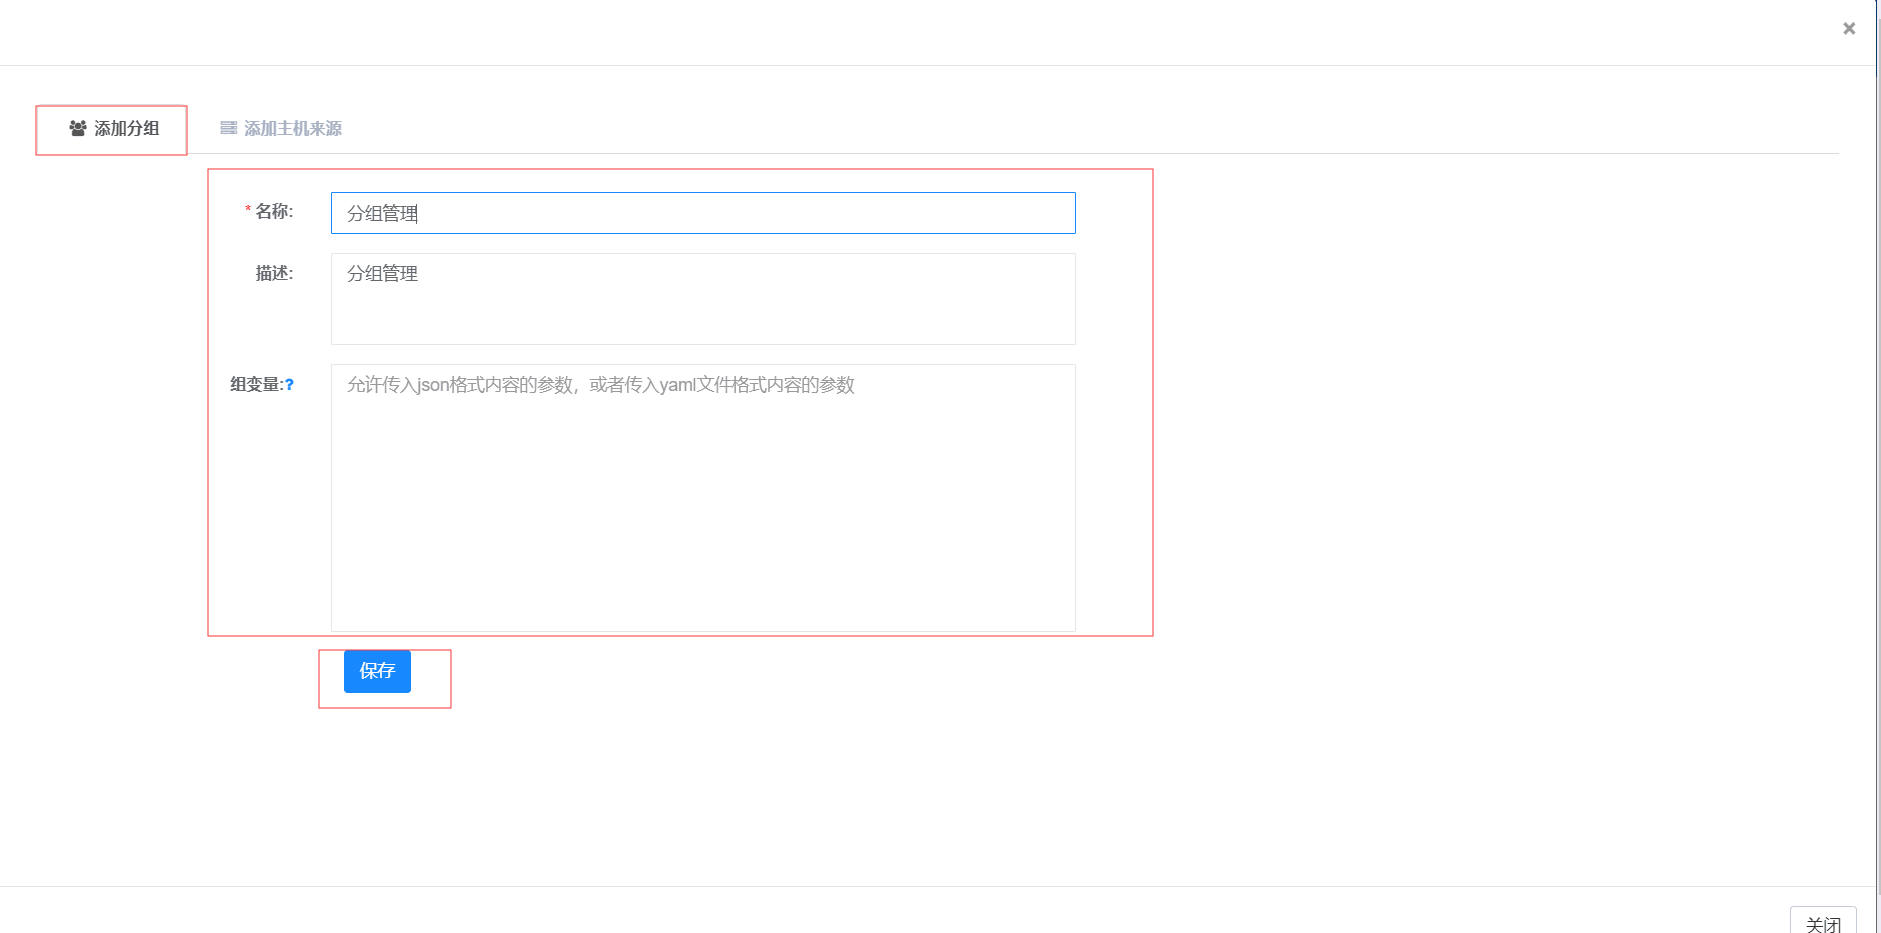 ×
添加分组 添加主机来源
* 名称: 分组管理
描述: 分组管理
组变量:? 允许传入json格式内容的参数，或者传入yaml文件格式内容的参数
保存
关闭